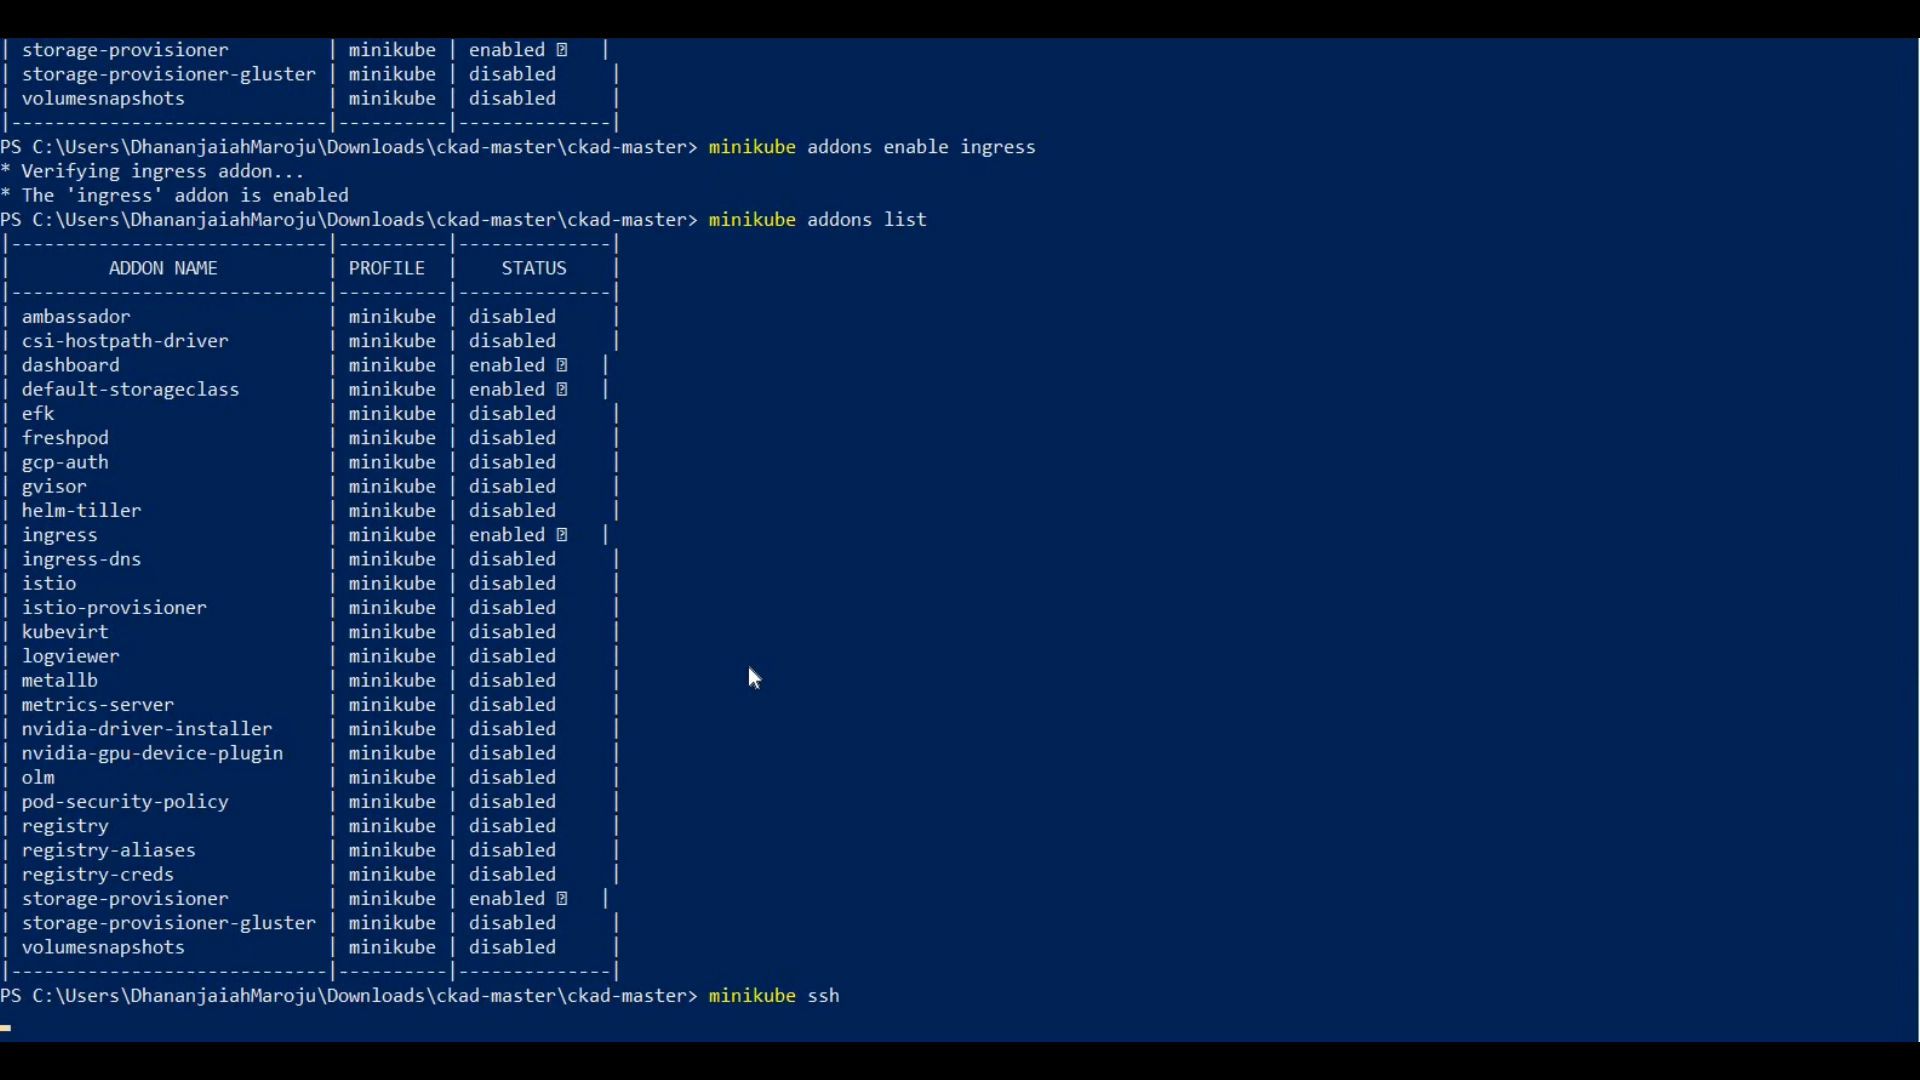 | storage-provisioner | minikube | enabled ⍰ |
| storage-provisioner-gluster | minikube | disabled |
| volumesnapshots | minikube | disabled |
|-----------------------------|----------|--------------|
PS C:\Users\DhananjaiahMaroju\Downloads\ckad-master\ckad-master> minikube addons enable ingress
* Verifying ingress addon...
* The 'ingress' addon is enabled
PS C:\Users\DhananjaiahMaroju\Downloads\ckad-master\ckad-master> minikube addons list
|-----------------------------|----------|--------------|
| ADDON NAME | PROFILE | STATUS |
|-----------------------------|----------|--------------|
| ambassador | minikube | disabled |
| csi-hostpath-driver | minikube | disabled |
| dashboard | minikube | enabled ⍰ |
| default-storageclass | minikube | enabled ⍰ |
| efk | minikube | disabled |
| freshpod | minikube | disabled |
| gcp-auth | minikube | disabled |
| gvisor | minikube | disabled |
| helm-tiller | minikube | disabled |
| ingress | minikube | enabled ⍰ |
| ingress-dns | minikube | disabled |
| istio | minikube | disabled |
| istio-provisioner | minikube | disabled |
| kubevirt | minikube | disabled |
| logviewer | minikube | disabled |
| metallb | minikube | disabled |
| metrics-server | minikube | disabled |
| nvidia-driver-installer | minikube | disabled |
| nvidia-gpu-device-plugin | minikube | disabled |
| olm | minikube | disabled |
| pod-security-policy | minikube | disabled |
| registry | minikube | disabled |
| registry-aliases | minikube | disabled |
| registry-creds | minikube | disabled |
| storage-provisioner | minikube | enabled ⍰ |
| storage-provisioner-gluster | minikube | disabled |
| volumesnapshots | minikube | disabled |
|-----------------------------|----------|--------------|
PS C:\Users\DhananjaiahMaroju\Downloads\ckad-master\ckad-master> minikube ssh